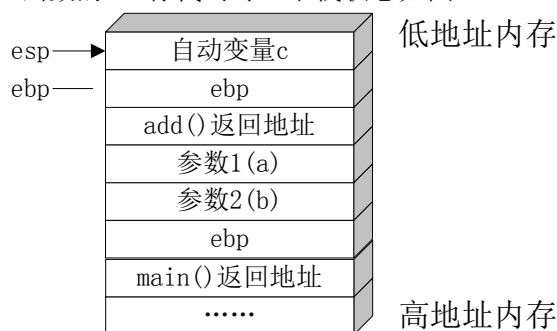 低地址内存
esp
自动变量c
ebp
ebp
add()返回地址
参数1(a)
参数2(b)
ebp
main()返回地址
……
高地址内存